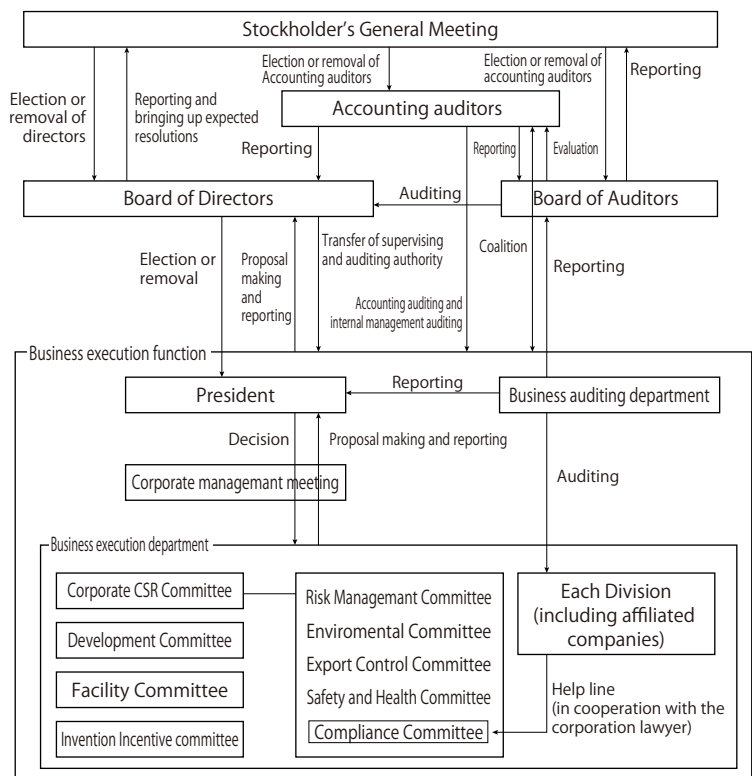 Stockholder's General Meeting
Election or
removal of
directors
Reporting and
bringing up expected
resolutions
Election or removal of
Accounting auditors
Election or removal of
accounting auditors
Reporting
Accounting auditors
Reporting
Reporting
Evaluation
Board of Directors
Auditing
Board of Auditors
Election or
removal
Proposal
making
and
reporting
Transfer of supervising
and auditing authority
Accounting auditing and
internal management auditing
Coalition
Reporting
Business execution function
President
Reporting
Business auditing department
Decision
Proposal making and reporting
Corporate managemant meeting
Auditing
Business execution department
Corporate CSR Committee
Development Committee
Facility Committee
Invention Incentive committee
Risk Management Committee
Enviromental Committee
Export Control Committee
Safety and Health Committee
Compliance Committee
Each Division
(including affiliated
companies)
Help line
(in cooperation with the
corporation lawyer)